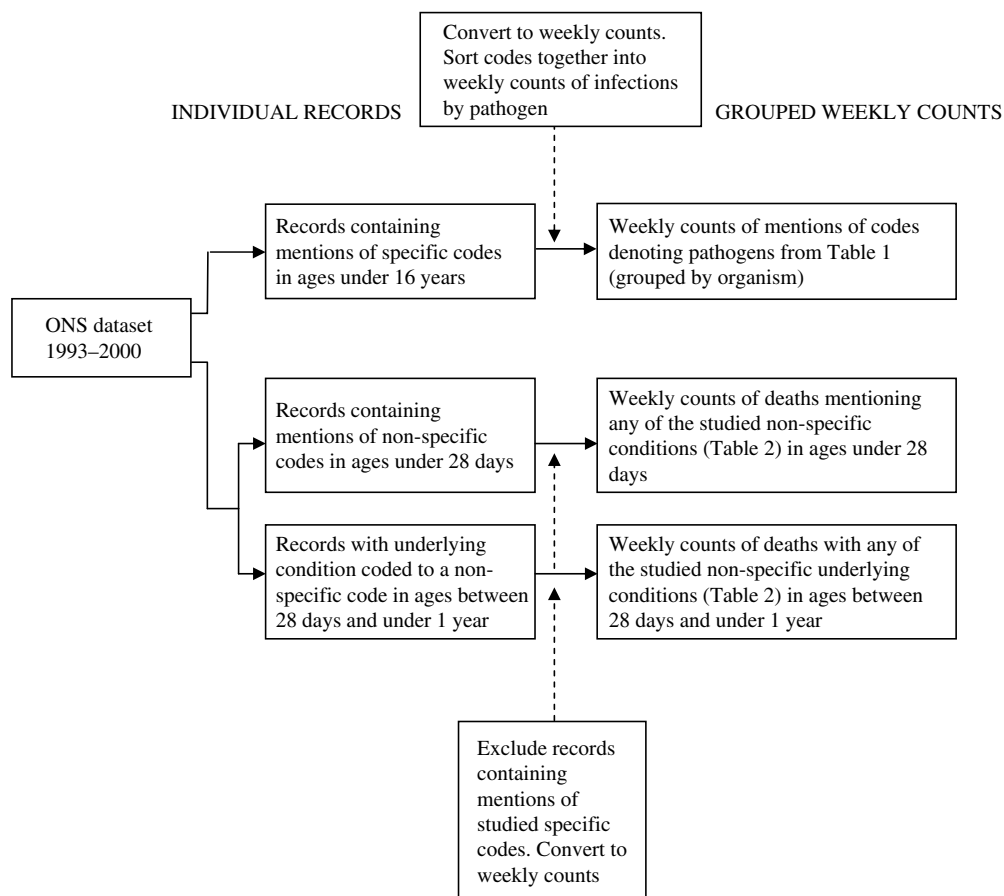 Convert to weekly counts.
Sort codes together into
weekly counts of infections
by pathogen
INDIVIDUAL RECORDS
GROUPED WEEKLY COUNTS
Records containing
mentions of specific codes
in ages under 16 years
Weekly counts of mentions of codes
denoting pathogens from Table 1
(grouped by organism)
ONS dataset
1993–2000
Records containing
mentions of non-specific
codes in ages under 28 days
Weekly counts of deaths mentioning
any of the studied non-specific
conditions (Table 2) in ages under 28
days
Records with underlying
condition coded to a non-
specific code in ages between
28 days and under 1 year
Weekly counts of deaths with any of
the studied non-specific underlying
conditions (Table 2) in ages between
28 days and under 1 year
Exclude records
containing
mentions of
studied specific
codes. Convert to
weekly counts